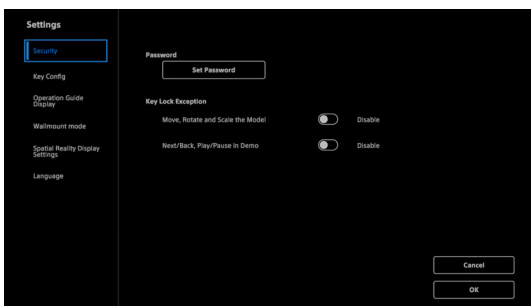 Settings
Security
Key Config
Operation Guide
Display
Wallmount mode
Spatial Reality Display
Settings
Language
Password
Set Password
Key Lock Exception
Move, Rotate and Scale the Model
Disable
Next/Back, Play/Pause in Demo
Disable
Cancel
OK